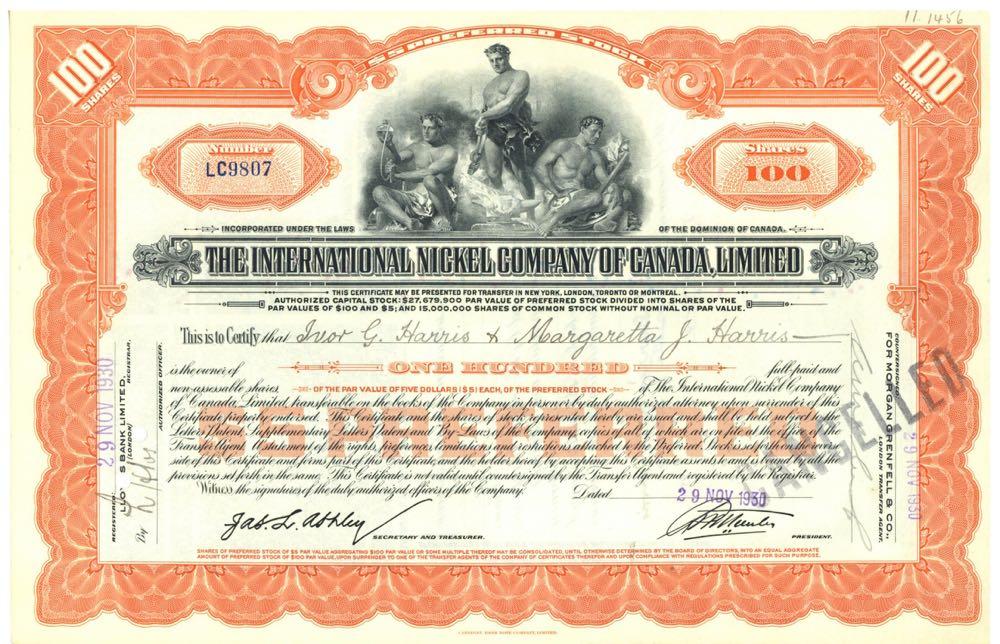 11.1456
100 SHARES
$5 PREFERRED STOCK
100 SHARES
Number
LC9807
Shares
100
INCORPORATED UNDER THE LAWS OF THE DOMINION OF CANADA.
THE INTERNATIONAL NICKEL COMPANY OF CANADA, LIMITED
THIS CERTIFICATE MAY BE PRESENTED FOR TRANSFER IN NEW YORK, LONDON, TORONTO OR MONTREAL.
AUTHORIZED CAPITAL STOCK: $27,679,900 PAR VALUE OF PREFERRED STOCK DIVIDED INTO SHARES OF THE
PAR VALUES OF $100 AND $5; AND 15,000,000 SHARES OF COMMON STOCK WITHOUT NOMINAL OR PAR VALUE.
This is to Certify that Ivor G. Harris & Margaretta J. Harris
is the owner of ONE HUNDRED full-paid and
non-assessable shares OF THE PAR VALUE OF FIVE DOLLARS ($5) EACH, OF THE PREFERRED STOCK of The International Nickel Company
of Canada, Limited, transferable on the books of the Company in person or by duly authorized attorney upon surrender of this
Certificate properly endorsed. This Certificate and the shares of stock represented hereby are issued and shall be held subject to the
Letters Patent, Supplementary Letters Patent and By-Laws of the Company, copies of all of which are on file at the office of the
Transfer Agent. A statement of the rights, preferences, limitations and restrictions attached to the Preferred Stock is set forth on the reverse
side of this Certificate and forms part of this Certificate, and the holder hereof, by accepting this Certificate assents to and is bound by all the
provisions set forth in the same. This Certificate is not valid until countersigned by the Transfer Agent and registered by the Registrar.
Witness the signatures of the duly authorized officers of the Company. Dated 29 NOV 1930
Jas. L. Ashley
SECRETARY AND TREASURER.
PRESIDENT.
CANCELLED
REGISTERED
BANK LIMITED,
(LONDON) REGISTRAR.
By
AUTHORIZED OFFICER.
29 NOV 1930
COUNTERSIGNED
FOR MORGAN GRENFELL & CO.,
LONDON TRANSFER AGENT.
29 NOV 1930
SHARES OF PREFERRED STOCK OF $5 PAR VALUE AGGREGATING $100 PAR VALUE OR SOME MULTIPLE THEREOF MAY BE CONSOLIDATED, UNTIL OTHERWISE DETERMINED BY THE BOARD OF DIRECTORS, INTO AN EQUAL AGGREGATE
AMOUNT OF PREFERRED STOCK OF $100 PAR VALUE, UPON SURRENDER TO ONE OF THE TRANSFER AGENTS OF THE COMPANY OF CERTIFICATES THEREFOR AND UPON COMPLIANCE WITH REGULATIONS PRESCRIBED FOR SUCH PURPOSE.
CANADIAN BANK NOTE COMPANY, LIMITED.